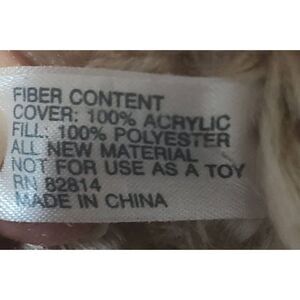 FIBER CONTENT
COVER: 100% ACRYLIC
FILL: 100% POLYESTER
ALL NEW MATERIAL
NOT FOR USE AS A TOY
RN 82814
MADE IN CHINA